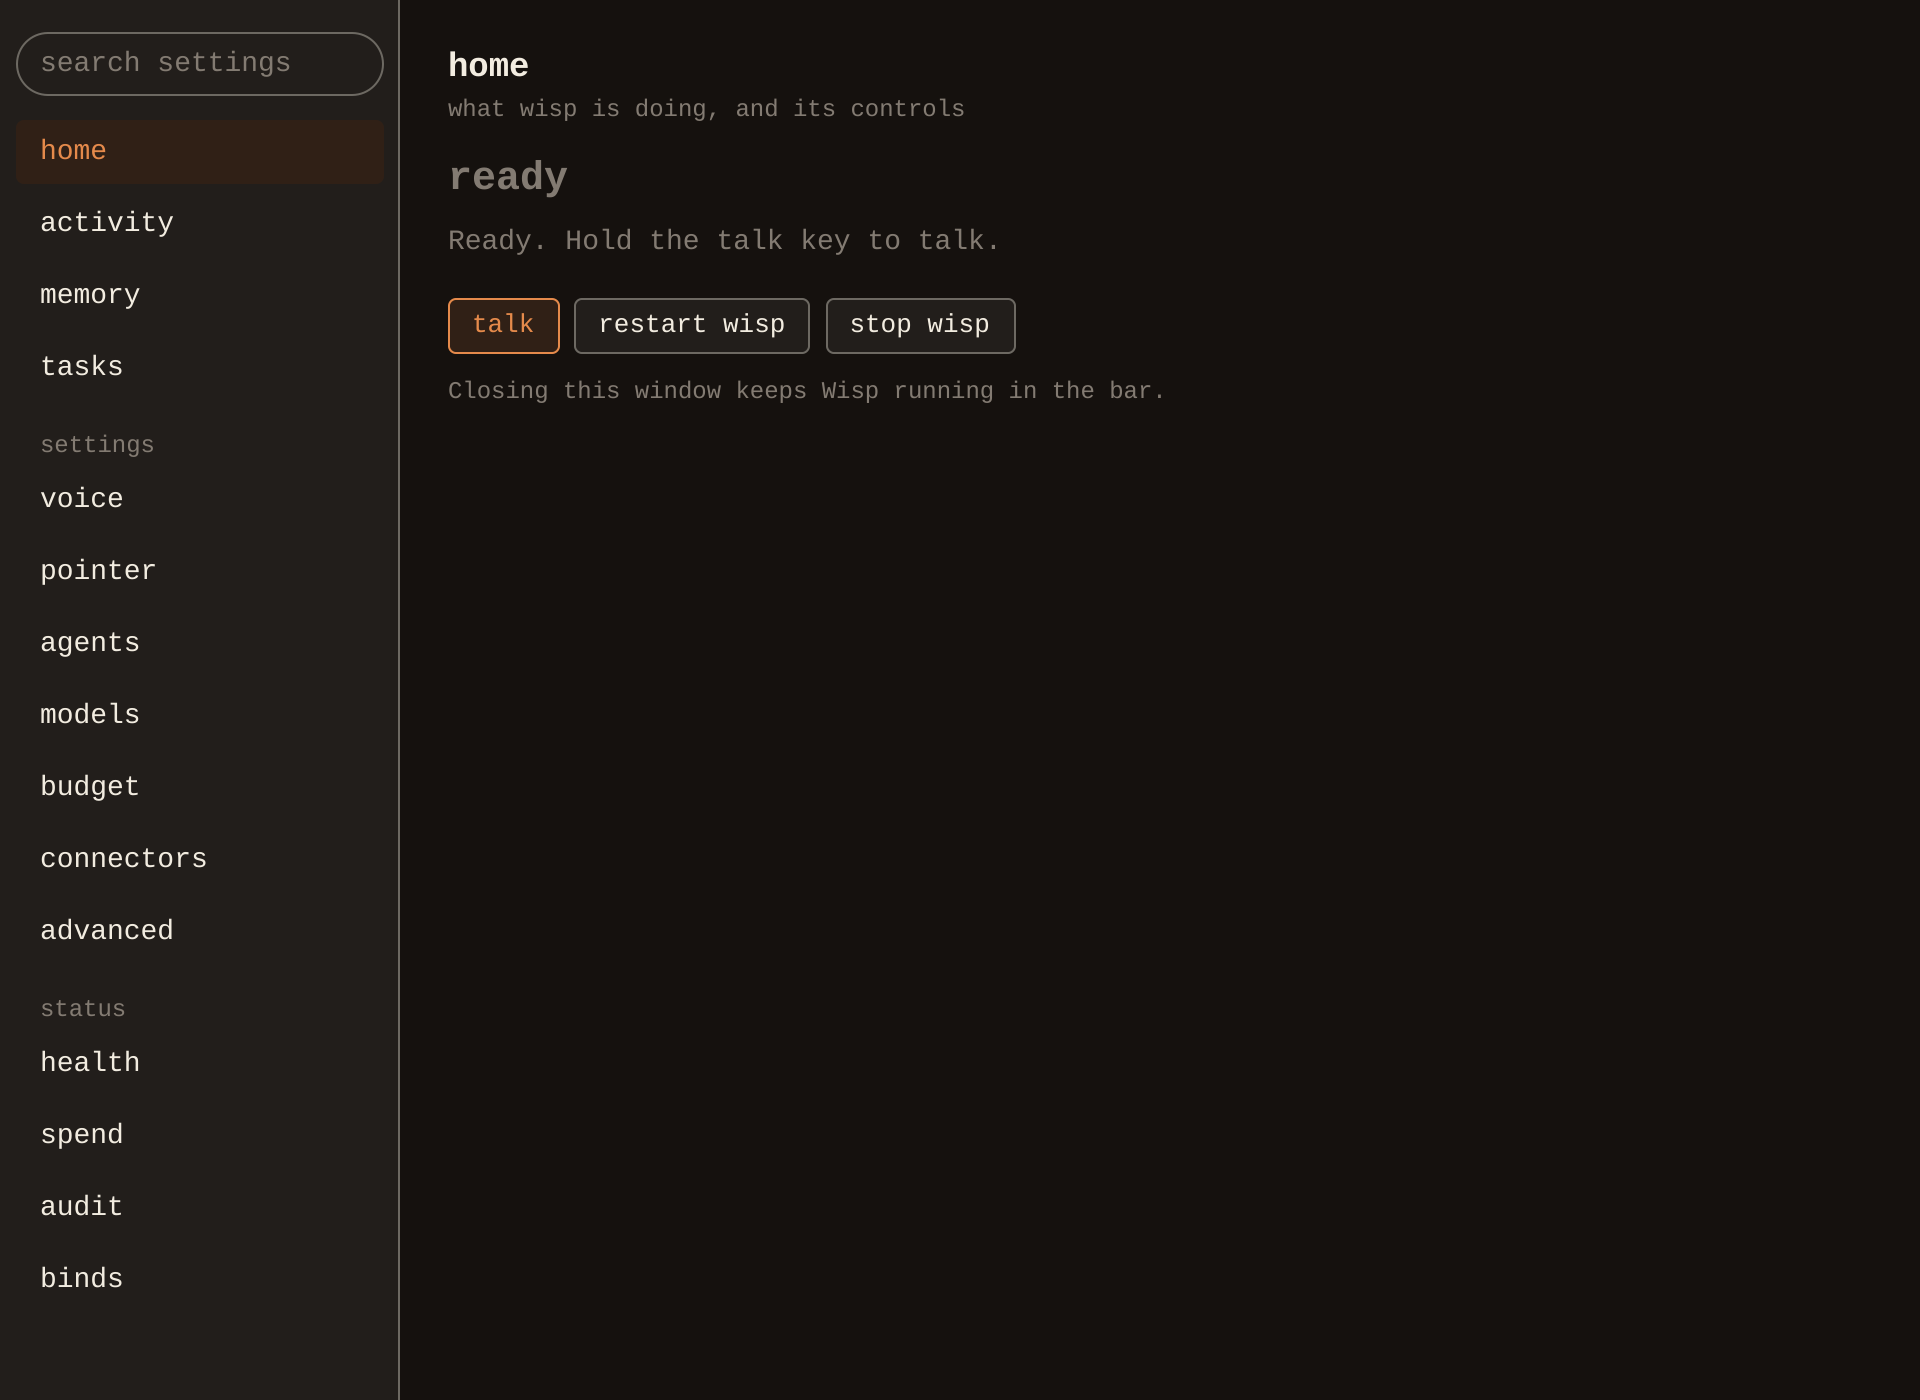 search settings
home
activity
memory
tasks
settings
voice
pointer
agents
models
budget
connectors
advanced
status
health
spend
audit
binds
home
what wisp is doing, and its controls
ready
Ready. Hold the talk key to talk.
talk restart wisp stop wisp
Closing this window keeps Wisp running in the bar.